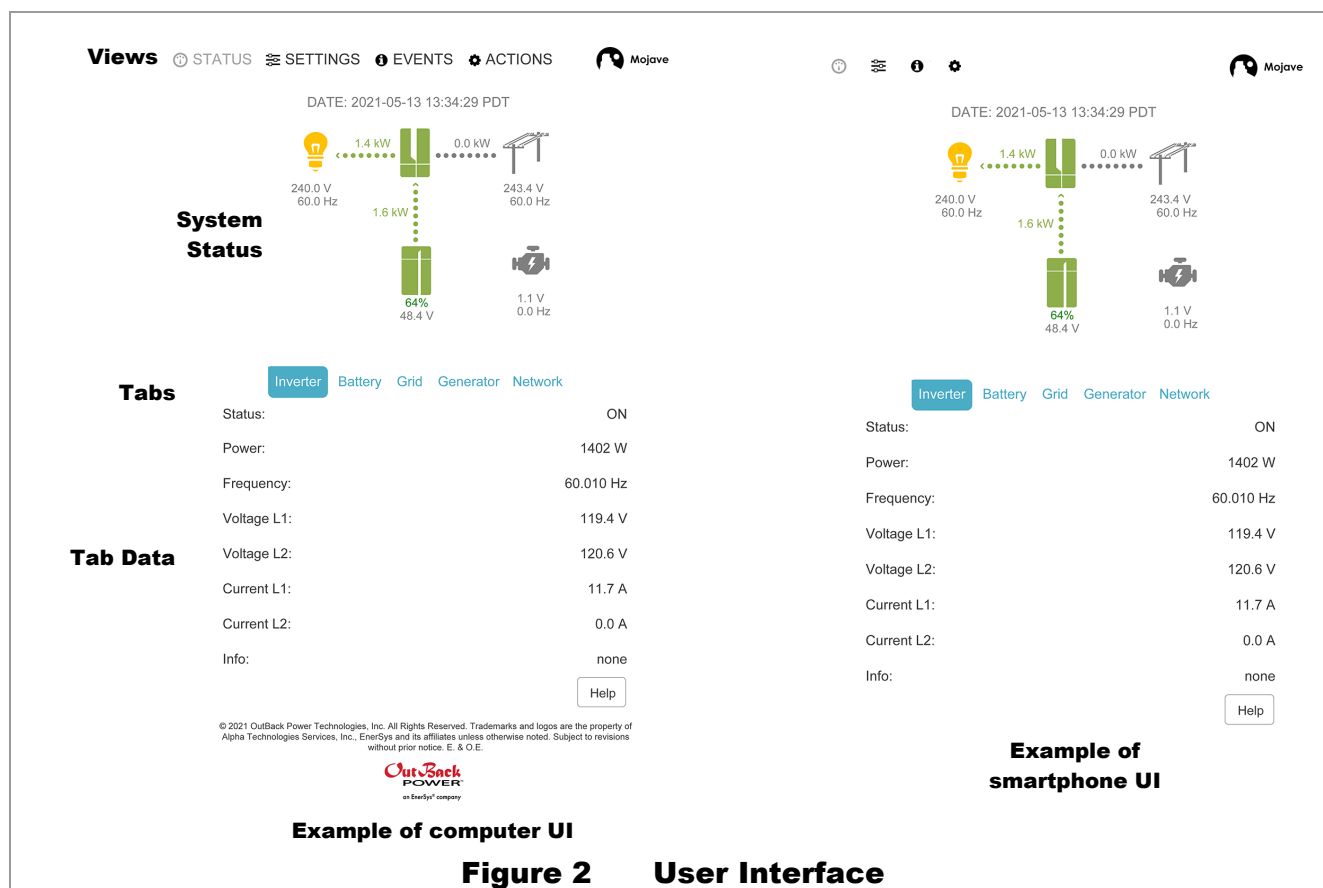 Views STATUS SETTINGS EVENTS ACTIONS Mojave
DATE: 2021-05-13 13:34:29 PDT
1.4 kW 0.0 kW
240.0 V 243.4 V
60.0 Hz 60.0 Hz
1.6 kW
System
Status
64% 1.1 V
48.4 V 0.0 Hz
Tabs Inverter Battery Grid Generator Network
Status: ON
Power: 1402 W
Frequency: 60.010 Hz
Voltage L1: 119.4 V
Tab Data Voltage L2: 120.6 V
Current L1: 11.7 A
Current L2: 0.0 A
Info: none
Help
© 2021 OutBack Power Technologies, Inc. All Rights Reserved. Trademarks and logos are the property of
Alpha Technologies Services, Inc., EnerSys and its affiliates unless otherwise noted. Subject to revisions
without prior notice. E. & O.E.
OutBack
POWER
an EnerSys® company
Example of computer UI
Mojave
DATE: 2021-05-13 13:34:29 PDT
1.4 kW 0.0 kW
240.0 V 243.4 V
60.0 Hz 60.0 Hz
1.6 kW
64% 1.1 V
48.4 V 0.0 Hz
Inverter Battery Grid Generator Network
Status: ON
Power: 1402 W
Frequency: 60.010 Hz
Voltage L1: 119.4 V
Voltage L2: 120.6 V
Current L1: 11.7 A
Current L2: 0.0 A
Info: none
Help
Example of
smartphone UI
Figure 2 User Interface